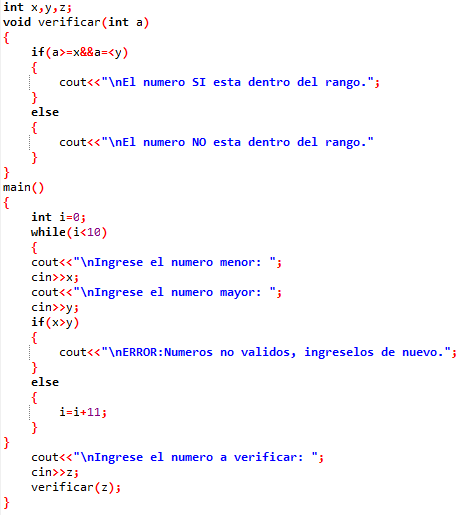 int x,y,z;
void verificar(int a)
{
    if(a>=x&&a=<y)
    {
        cout<<"\nEl numero SI esta dentro del rango.";
    }
    else
    {
        cout<<"\nEl numero NO esta dentro del rango."
    }
}
main()
{
    int i=0;
    while(i<10)
    {
    cout<<"\nIngrese el numero menor: ";
    cin>>x;
    cout<<"\nIngrese el numero mayor: ";
    cin>>y;
    if(x>y)
    {
        cout<<"\nERROR:Numeros no validos, ingreselos de nuevo.";
    }
    else
    {
        i=i+11;
    }
}
    cout<<"\nIngrese el numero a verificar: ";
    cin>>z;
    verificar(z);
}